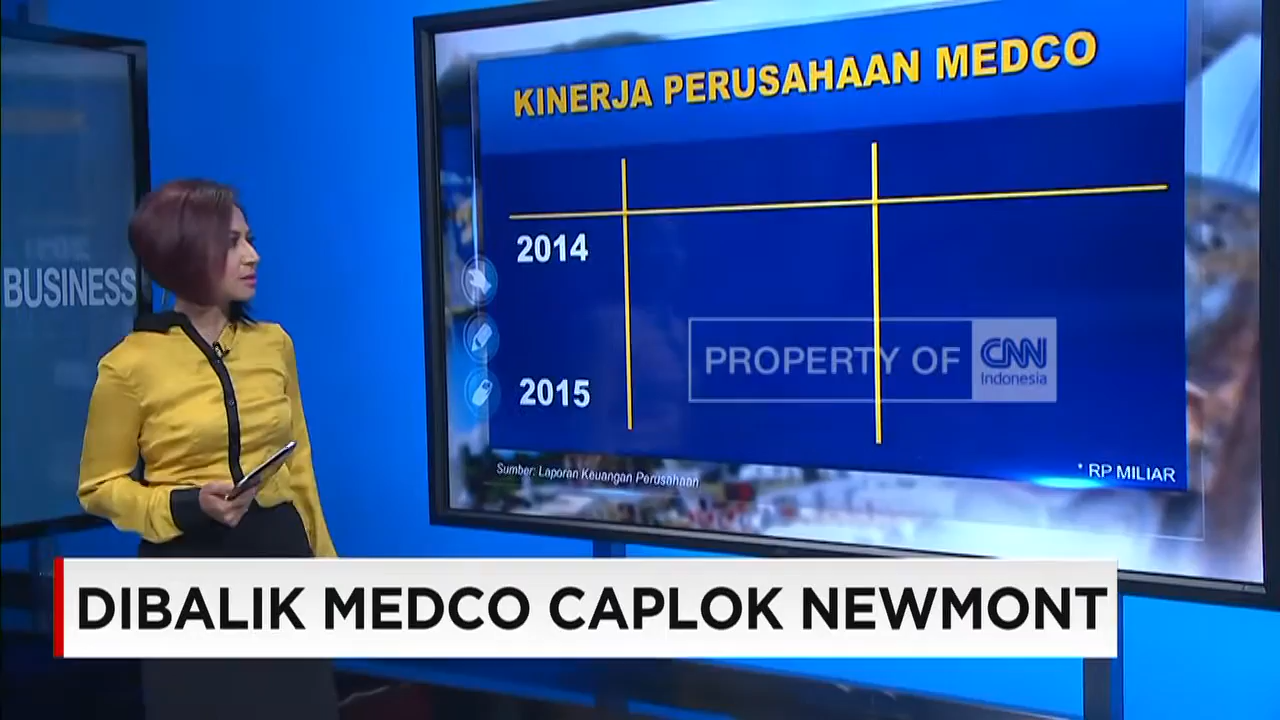 KINERJA PERUSAHAAN MEDCO
2014
BUSINESS
PROPERTY OF CNN Indonesia
2015
Sumber: Laporan Keuangan Perusahaan
* RP MILIAR
DIBALIK MEDCO CAPLOK NEWMONT